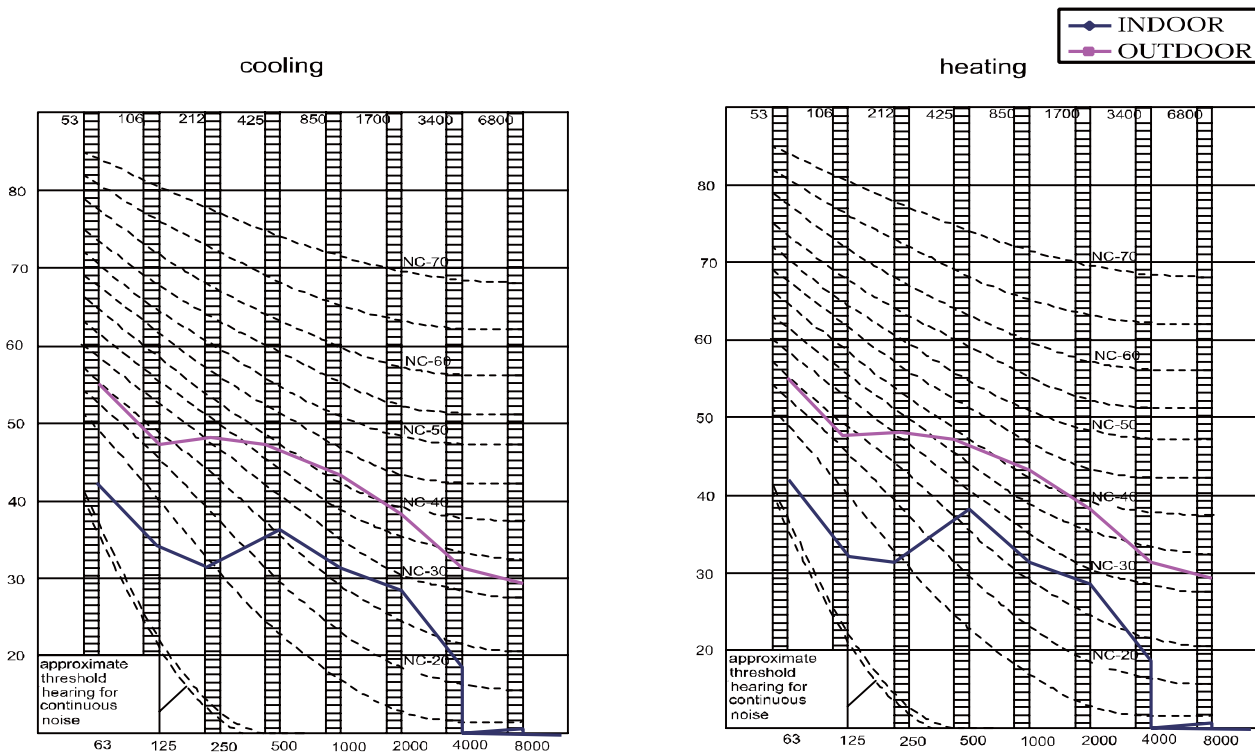 INDOOR
OUTDOOR
cooling
53 106 212 425 850 1700 3400 6800
80
NC-70
70
60
NC-60
50
NC-50
40
NC-40
30
NC-30
20
NC-20
approximate
threshold
hearing for
continuous
noise
63 125 250 500 1000 2000 4000 8000
heating
53 106 212 425 850 1700 3400 6800
80
NC-70
70
60
NC-60
50
NC-50
40
NC-40
30
NC-30
20
NC-20
approximate
threshold
hearing for
continuous
noise
63 125 250 500 1000 2000 4000 8000